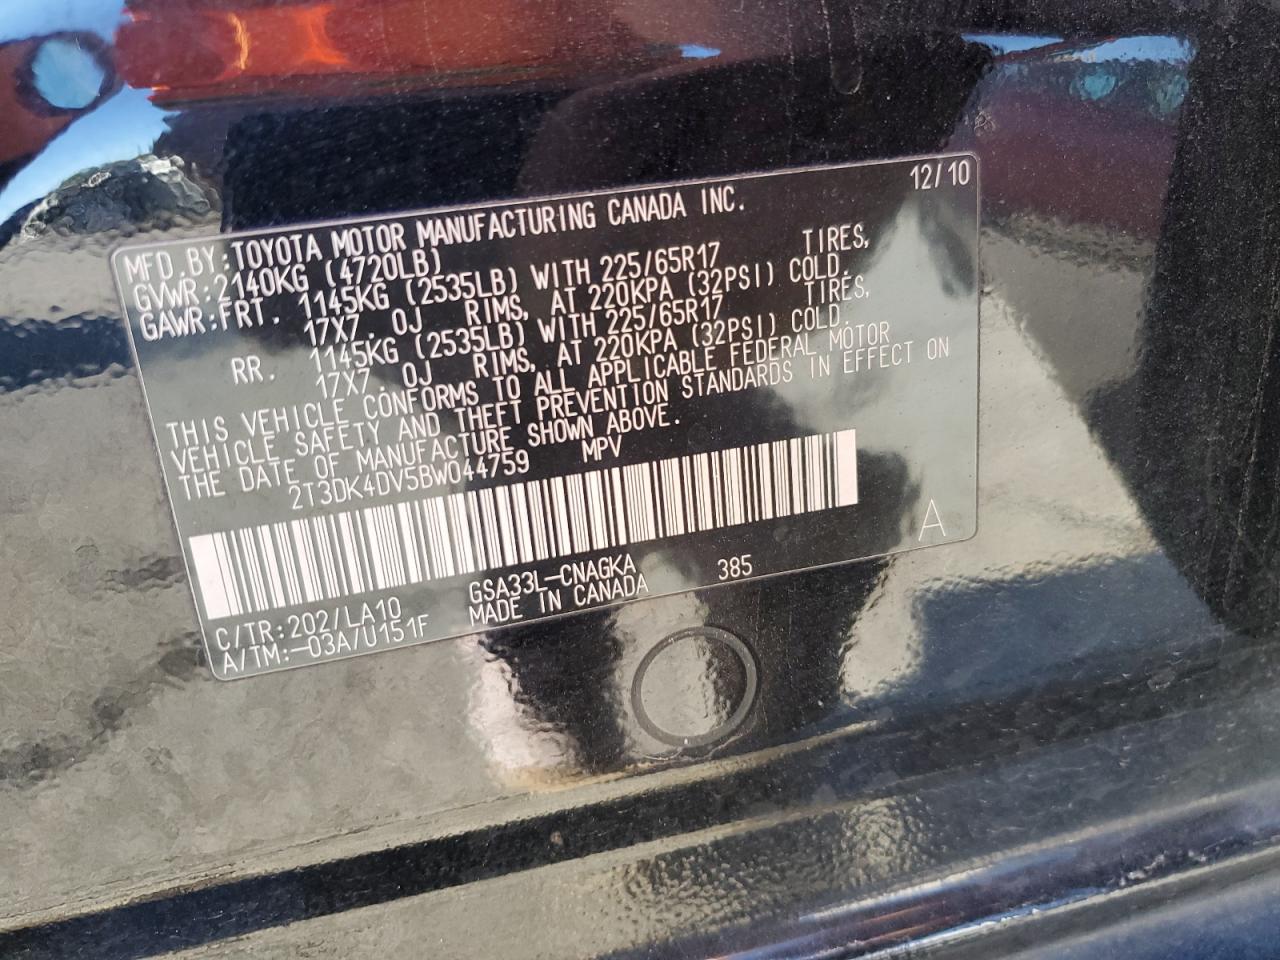 12/10
MFD.BY:TOYOTA MOTOR MANUFACTURING CANADA INC.
GVWR:2140KG (4720LB)
GAWR:FRT. 1145KG (2535LB) WITH 225/65R17 TIRES,
17X7. 0J RIMS, AT 220KPA (32PSI) COLD.
RR. 1145KG (2535LB) WITH 225/65R17 TIRES,
17X7. 0J RIMS, AT 220KPA (32PSI) COLD.
THIS VEHICLE CONFORMS TO ALL APPLICABLE FEDERAL MOTOR
VEHICLE SAFETY AND THEFT PREVENTION STANDARDS IN EFFECT ON
THE DATE OF MANUFACTURE SHOWN ABOVE.
2T3DK4DV5BW044759 MPV
C/TR:202/LA10 GSA33L-CNAGKA 385
A/TM:-03A/U151F MADE IN CANADA
A